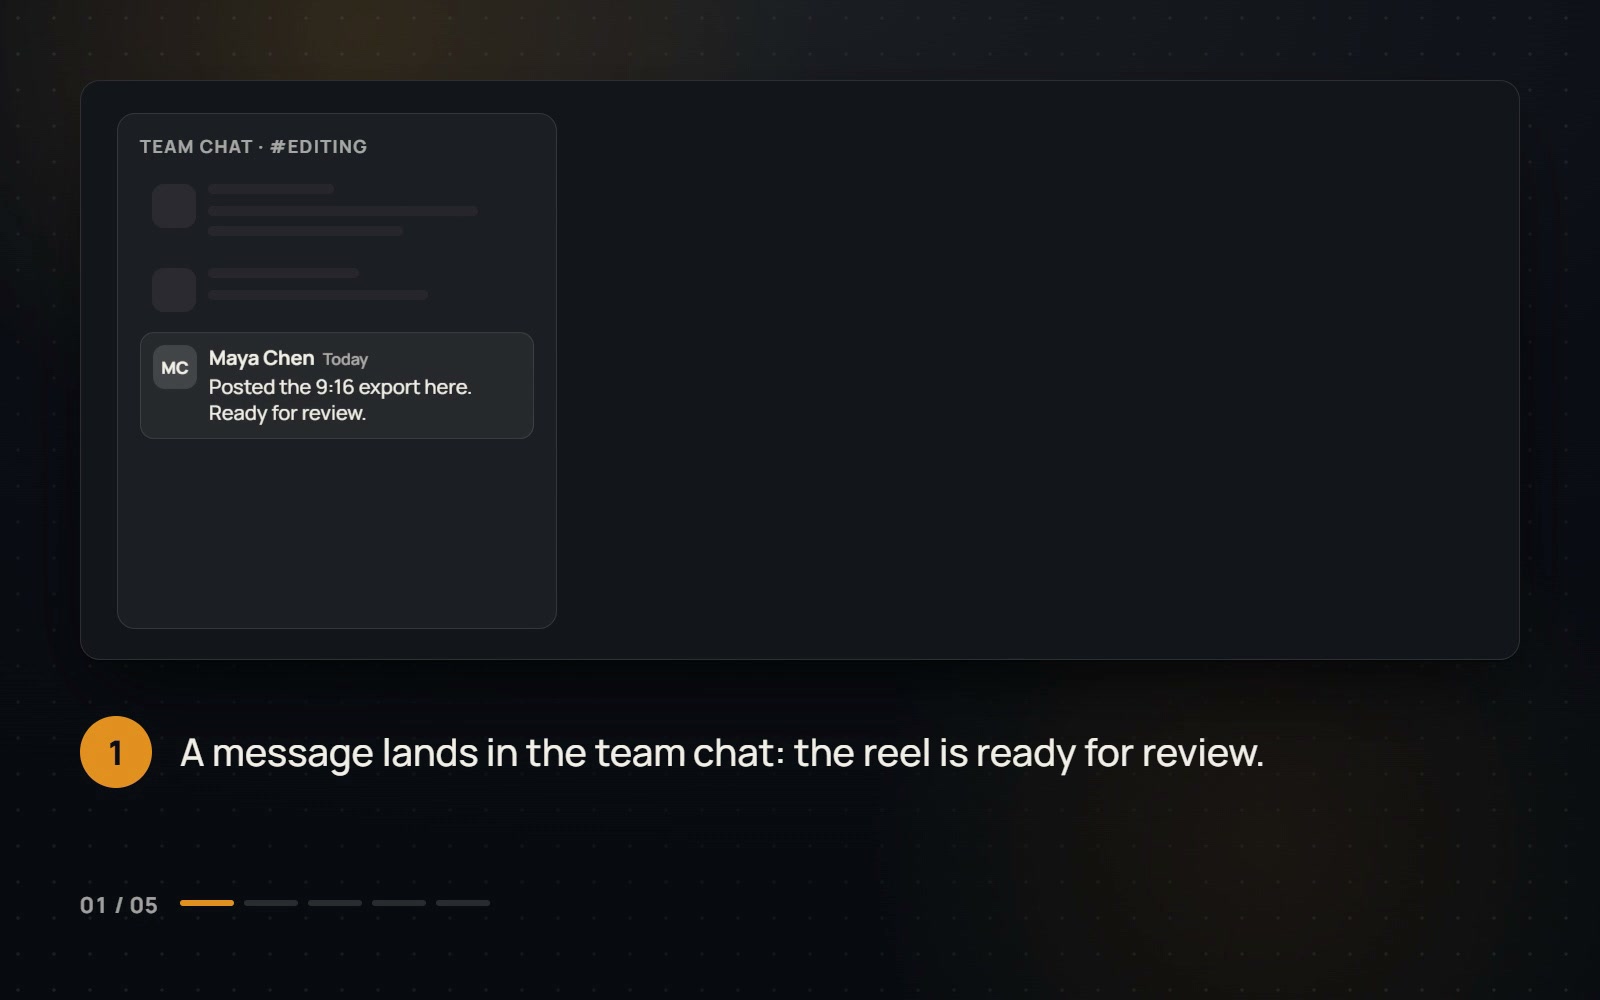 TEAM CHAT · #EDITING
MC
Maya Chen Today
Posted the 9:16 export here.
Ready for review.
1
A message lands in the team chat: the reel is ready for review.
01 / 05